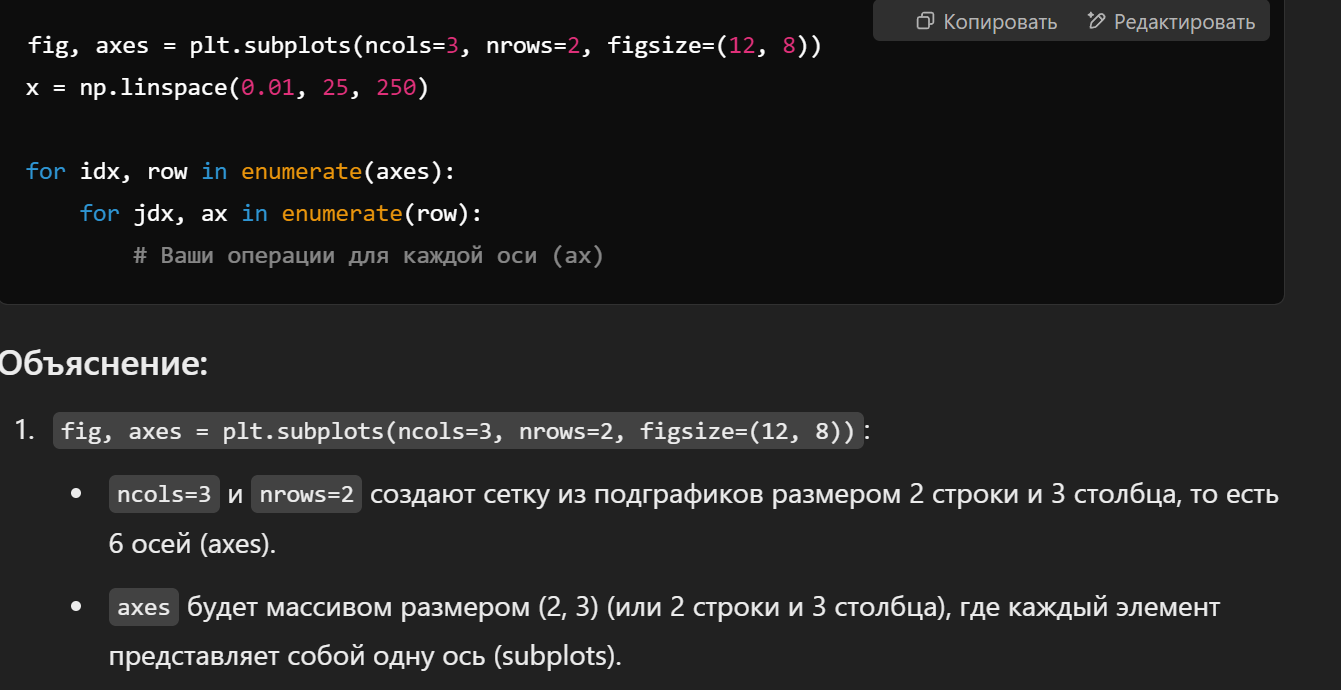 Копировать Редактировать
fig, axes = plt.subplots(ncols=3, nrows=2, figsize=(12, 8))
x = np.linspace(0.01, 25, 250)
for idx, row in enumerate(axes):
    for jdx, ax in enumerate(row):
        # Ваши операции для каждой оси (ax)
Объяснение:
1. fig, axes = plt.subplots(ncols=3, nrows=2, figsize=(12, 8)):
• ncols=3 и nrows=2 создают сетку из подграфиков размером 2 строки и 3 столбца, то есть
6 осей (axes).
• axes будет массивом размером (2, 3) (или 2 строки и 3 столбца), где каждый элемент
представляет собой одну ось (subplots).